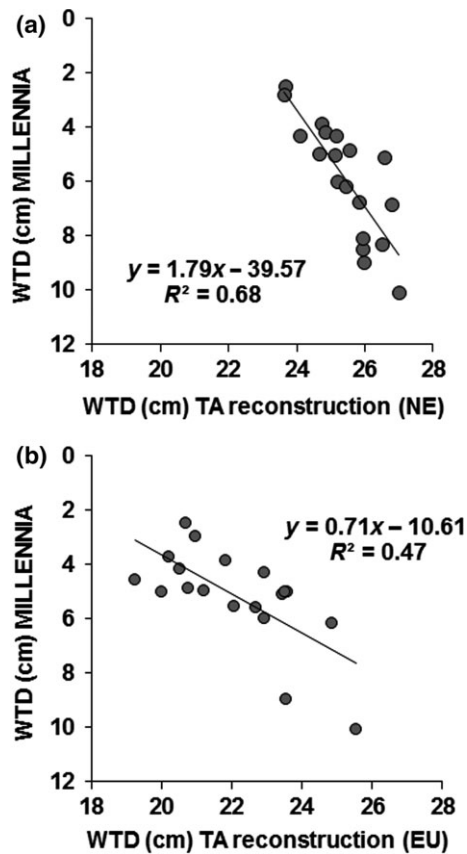 (a)
0
2
4
6
8
10
12
WTD (cm) MILLENNIA
y = 1.79x – 39.57
R² = 0.68
18 20 22 24 26 28
WTD (cm) TA reconstruction (NE)
(b)
0
2
4
6
8
10
12
WTD (cm) MILLENNIA
y = 0.71x – 10.61
R² = 0.47
18 20 22 24 26 28
WTD (cm) TA reconstruction (EU)